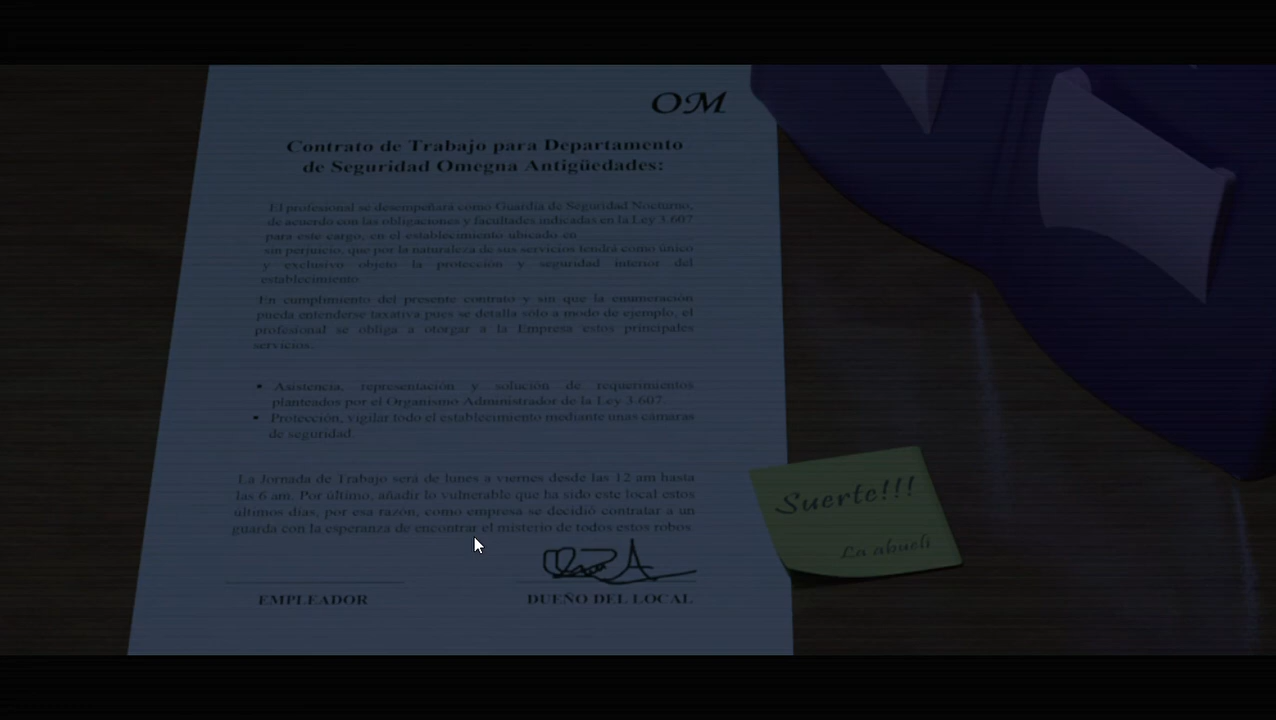 OM
Contrato de Trabajo para Departamento
de Seguridad Omegna Antigüedades:
El profesional se desempeñará como Guardia de Seguridad Nocturno,
de acuerdo con las obligaciones y facultades indicadas en la Ley 3.607
para este cargo, en el establecimiento ubicado en
sin perjuicio, que por la naturaleza de sus servicios tendrá como único
y exclusivo objeto la protección y seguridad interior del
establecimiento
En cumplimiento del presente contrato y sin que la enumeración
pueda entenderse taxativa pues se detalla sólo a modo de ejemplo, el
profesional se obliga a otorgar a la Empresa estos principales
servicios:
• Asistencia, representación y solución de requerimientos
planteados por el Organismo Administrador de la Ley 3.607.
• Protección, vigilar todo el establecimiento mediante unas cámaras
de seguridad.
La Jornada de Trabajo será de lunes a viernes desde las 12 am hasta
las 6 am. Por último, añadir lo vulnerable que ha sido este local estos
últimos días, por esa razón, como empresa se decidió contratar a un
guarda con la esperanza de encontrar el misterio de todos estos robos.
EMPLEADOR
DUEÑO DEL LOCAL
Suerte!!!
La abueli